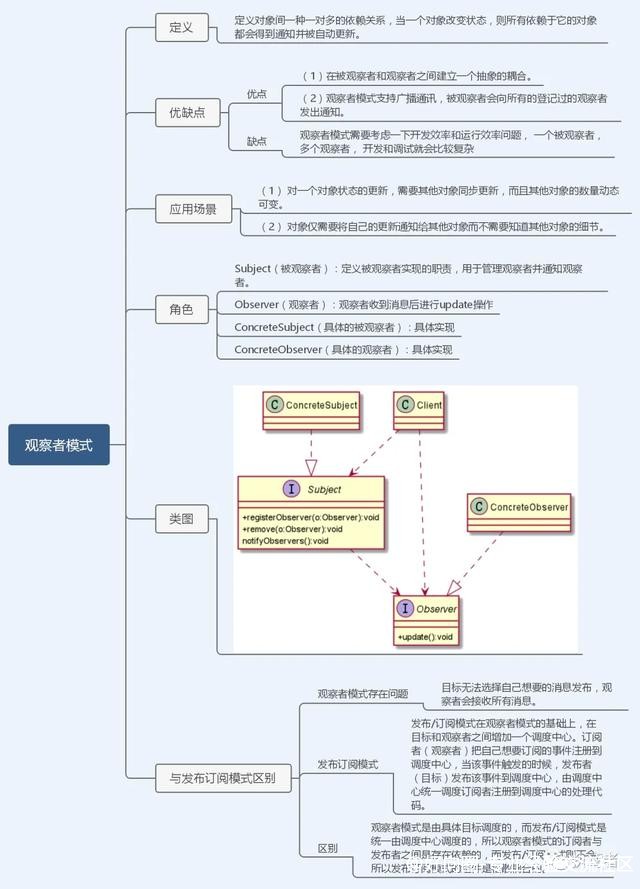 定义
定义对象间一种一对多的依赖关系，当一个对象改变状态，则所有依赖于它的对象
都会得到通知并被自动更新。
优缺点
优点
（1）在被观察者和观察者之间建立一个抽象的耦合。
（2）观察者模式支持广播通讯，被观察者会向所有的登记过的观察者
发出通知。
缺点
观察者模式需要考虑一下开发效率和运行效率问题，一个被观察者，
多个观察者，开发和调试就会比较复杂
应用场景
（1）对一个对象状态的更新，需要其他对象同步更新，而且其他对象的数量动态
可变。
（2）对象仅需要将自己的更新通知给其他对象而不需要知道其他对象的细节。
角色
Subject（被观察者）：定义被观察者实现的职责，用于管理观察者并通知观察
者。
Observer（观察者）：观察者收到消息后进行update操作
ConcreteSubject（具体的被观察者）：具体实现
ConcreteObserver（具体的观察者）：具体实现
观察者模式
类图
C ConcreteSubject
C Client
I Subject
+registerObserver(o:Observer):void
+remove(o:Observer):void
notifyObservers():void
C ConcreteObserver
I Observer
+update():void
与发布订阅模式区别
观察者模式存在问题
目标无法选择自己想要的消息发布，观
察者会接收所有消息。
发布订阅模式
发布/订阅模式在观察者模式的基础上，在
目标和观察者之间增加一个调度中心。订阅
者（观察者）把自己想要订阅的事件注册到
调度中心，当该事件触发的时候，发布者
（目标）发布该事件到调度中心，由调度中
心统一调度订阅者注册到调度中心的处理代
码。
区别
观察者模式是由具体目标调度的，而发布/订阅模式是
统一由调度中心调度的，所以观察者模式的订阅者与
发布者之间是存在依赖的，而发布/订阅模式则不会